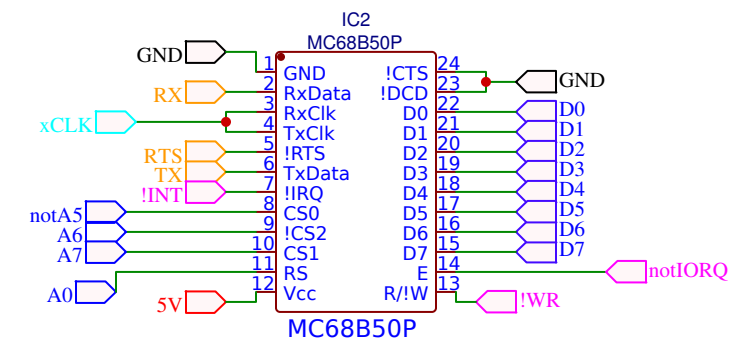 IC2
MC68B50P
GND 1 GND !CTS 24
RX 2 RxData !DCD 23 GND
xCLK 3 RxClk D0 22 D0
4 TxClk D1 21 D1
RTS 5 !RTS D2 20 D2
TX 6 TxData D3 19 D3
!INT 7 !IRQ D4 18 D4
notA5 8 CS0 D5 17 D5
A6 9 !CS2 D6 16 D6
A7 10 CS1 D7 15 D7
A0 11 RS E 14 notIORQ
5V 12 Vcc R/!W 13 !WR
MC68B50P